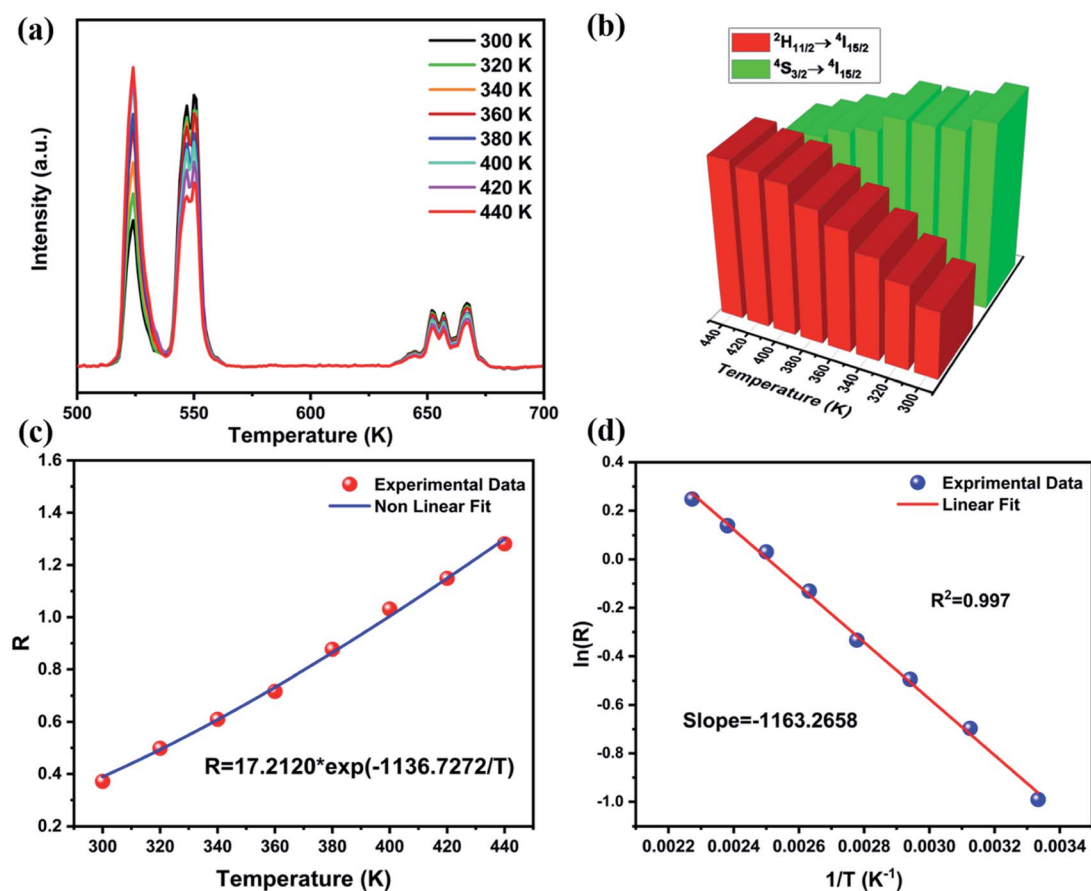 (a)
300 K
320 K
340 K
360 K
380 K
400 K
420 K
440 K
Intensity (a.u.)
500 550 600 650 700
Temperature (K)
(b)
²H₁₁/₂→ ⁴I₁₅/₂
⁴S₃/₂→ ⁴I₁₅/₂
440 420 400 380 360 340 320 300
Temperature (K)
(c)
1.6
1.4
1.2
1.0
0.8
0.6
0.4
0.2
R
Experimental Data
Non Linear Fit
R=17.2120*exp(-1136.7272/T)
300 320 340 360 380 400 420 440
Temperature (K)
(d)
0.4
0.2
0.0
-0.2
-0.4
-0.6
-0.8
-1.0
ln(R)
Exprimental Data
Linear Fit
R²=0.997
Slope=-1163.2658
0.0022 0.0024 0.0026 0.0028 0.0030 0.0032 0.0034
1/T (K⁻¹)